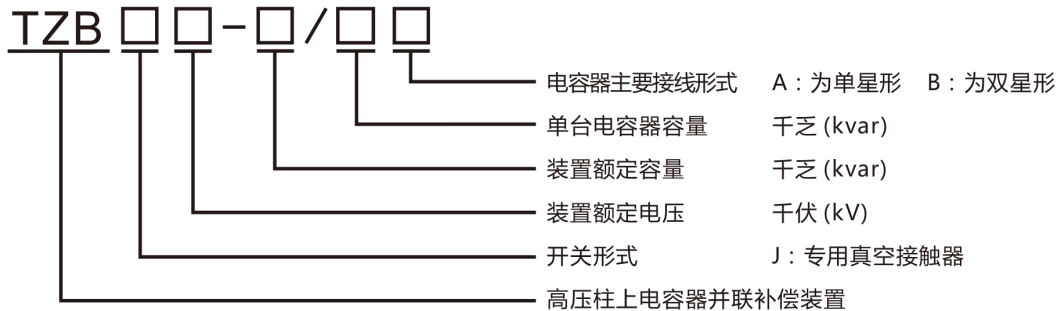 TZB□□-□/□□
电容器主要接线形式 A：为单星形 B：为双星形
单台电容器容量 千乏(kvar)
装置额定容量 千乏(kvar)
装置额定电压 千伏(kV)
开关形式 J：专用真空接触器
高压柱上电容器并联补偿装置